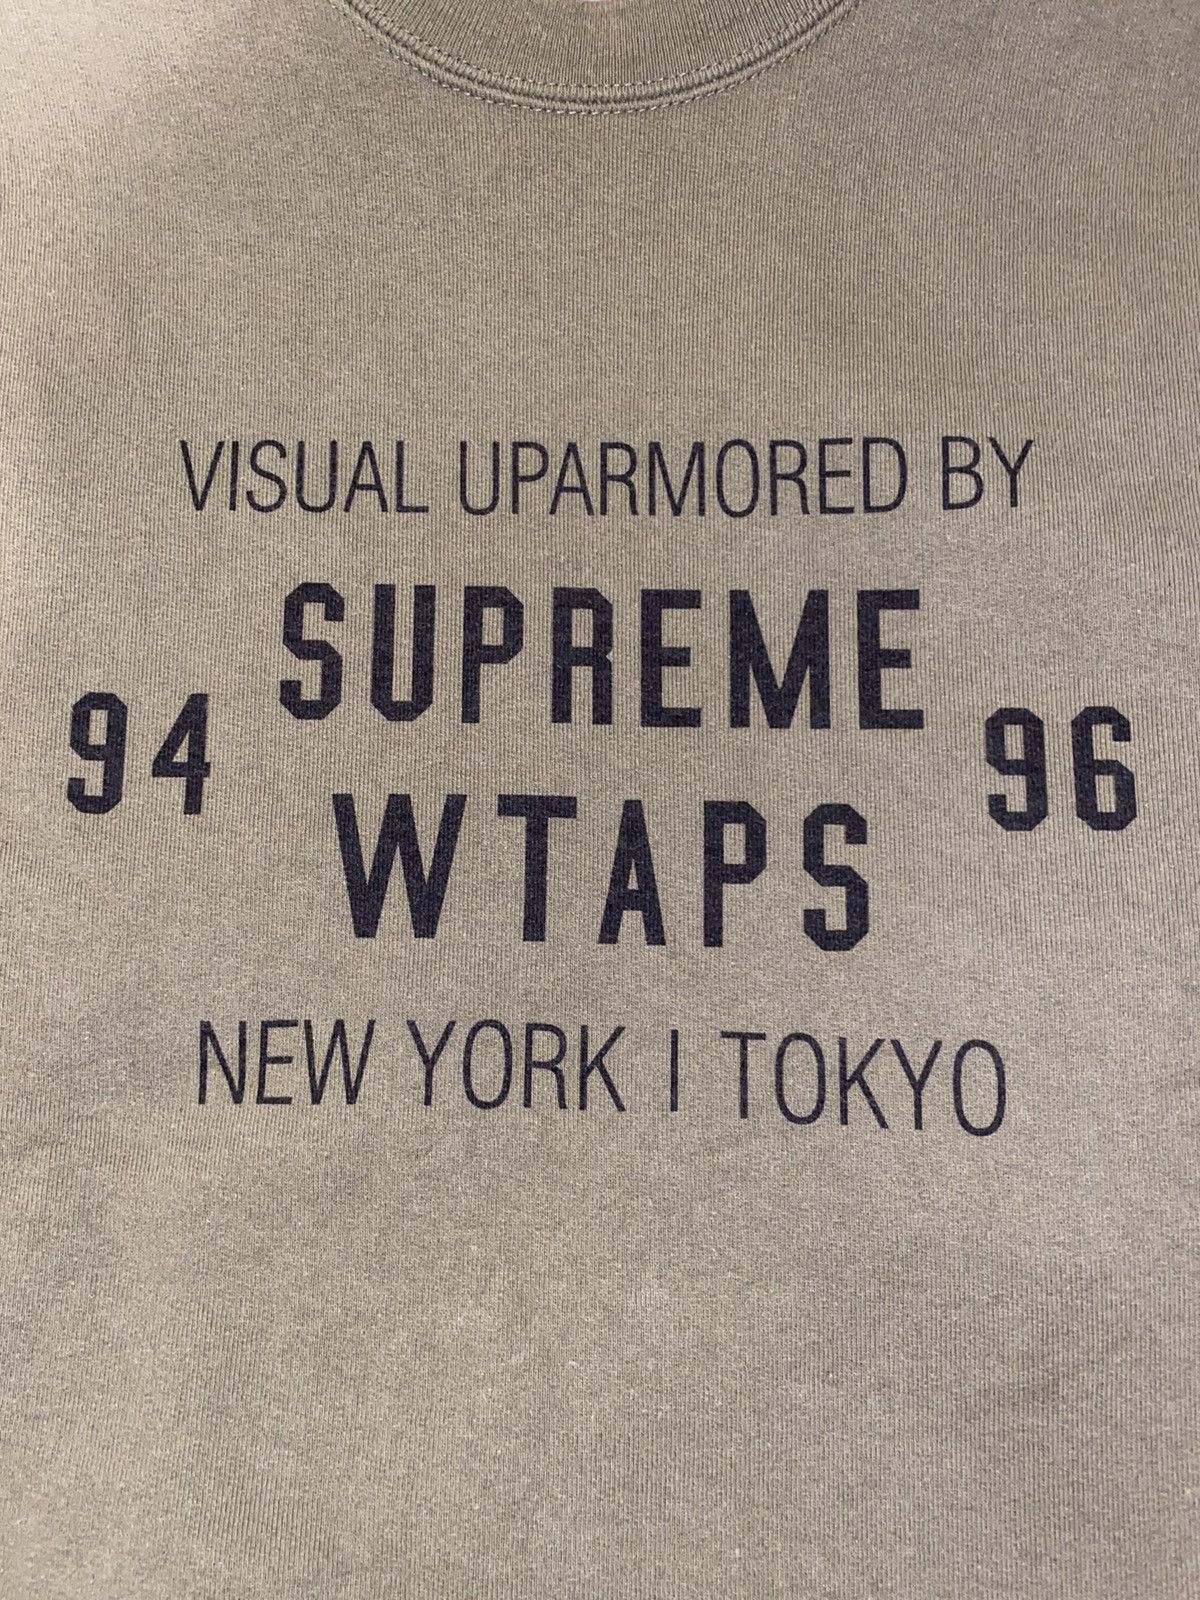 VISUAL UPARMORED BY
SUPREME
94 96
WTAPS
NEW YORK | TOKYO